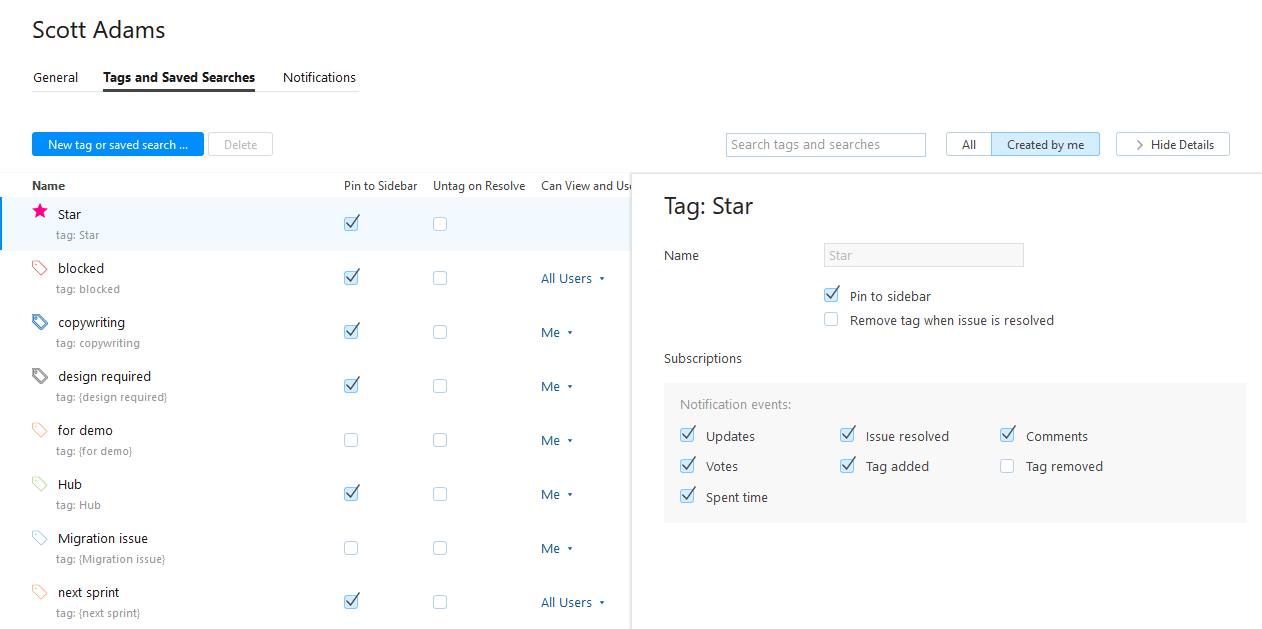 Scott Adams
General Tags and Saved Searches Notifications
New tag or saved search ... Delete Search tags and searches All Created by me Hide Details
Name Pin to Sidebar Untag on Resolve Can View and Use
Star
tag: Star
blocked
tag: blocked
All Users
copywriting
tag: copywriting
Me
design required
tag: {design required}
Me
for demo
tag: {for demo}
Me
Hub
tag: Hub
Me
Migration issue
tag: {Migration issue}
Me
next sprint
tag: {next sprint}
All Users
Tag: Star
Name Star
Pin to sidebar
Remove tag when issue is resolved
Subscriptions
Notification events:
Updates Issue resolved Comments
Votes Tag added Tag removed
Spent time